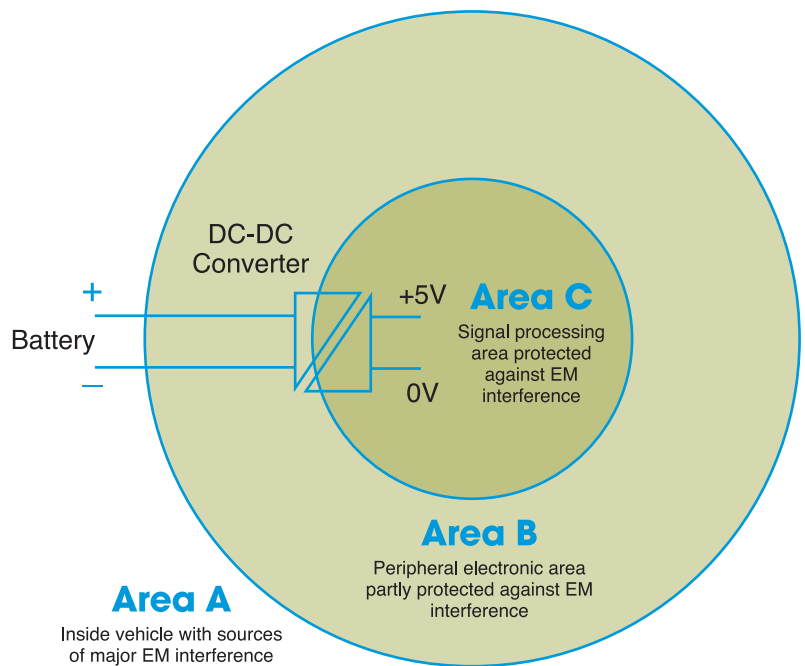 DC-DC
Converter
+
Battery
–
+5V
0V
Area C
Signal processing
area protected
against EM
interference
Area B
Peripheral electronic area
partly protected against EM
interference
Area A
Inside vehicle with sources
of major EM interference